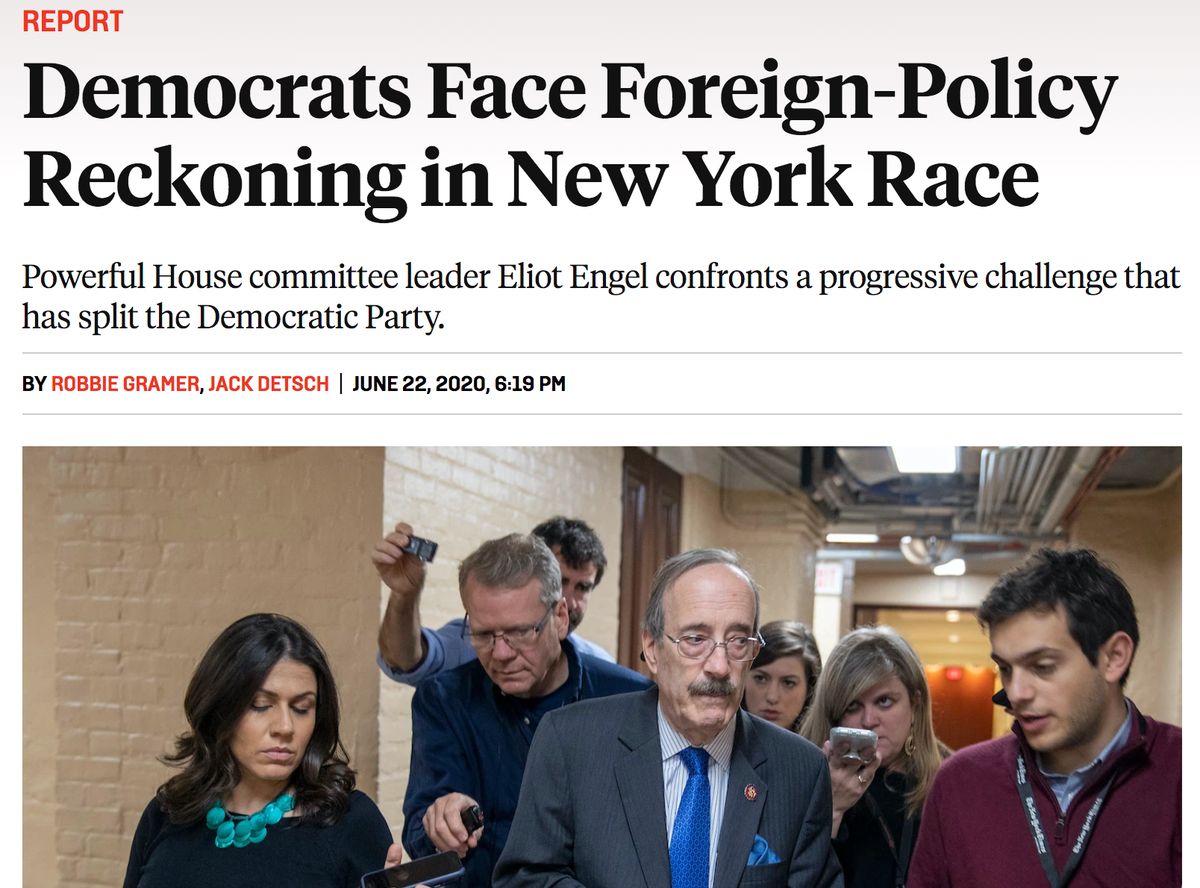 REPORT
Democrats Face Foreign-Policy
Reckoning in New York Race
Powerful House committee leader Eliot Engel confronts a progressive challenge that
has split the Democratic Party.
BY ROBBIE GRAMER, JACK DETSCH | JUNE 22, 2020, 6:19 PM